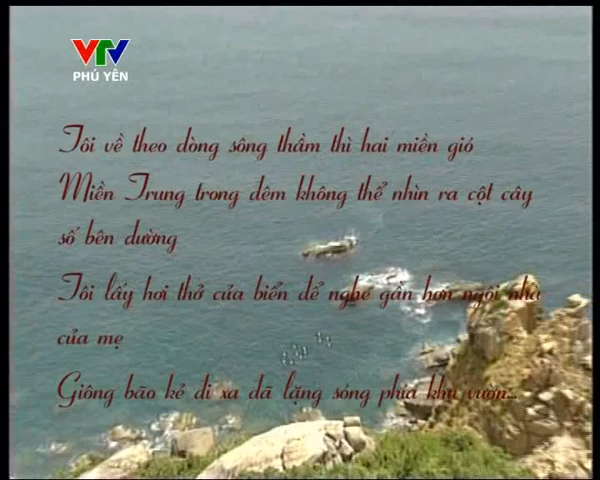 VTV
PHÚ YÊN
Tôi về theo dòng sông thầm thì hai miền gió
Miền Trung trong đêm không thể nhìn ra cột cây
số bên đường
Tôi lấy hơi thở của biển để nghe gần hơn ngôi nhà
của mẹ
Giông bão kẻ đi xa đã lặng sóng phía khu vườn...